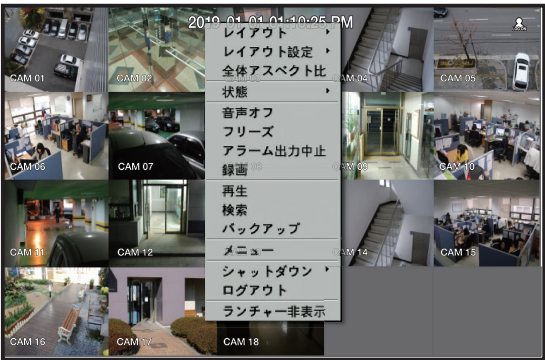 2019-01-01 01:10:25 PM
レイアウト
レイアウト設定
全体アスペクト比
状態
音声オフ
フリーズ
アラーム出力中止
録画
再生
検索
バックアップ
メニュー
シャットダウン
ログアウト
ランチャー非表示
CAM 01
CAM 02
CAM 04
CAM 05
CAM 06
CAM 07
CAM 09
CAM 10
CAM 11
CAM 12
CAM 14
CAM 15
CAM 16
CAM 17
CAM 18